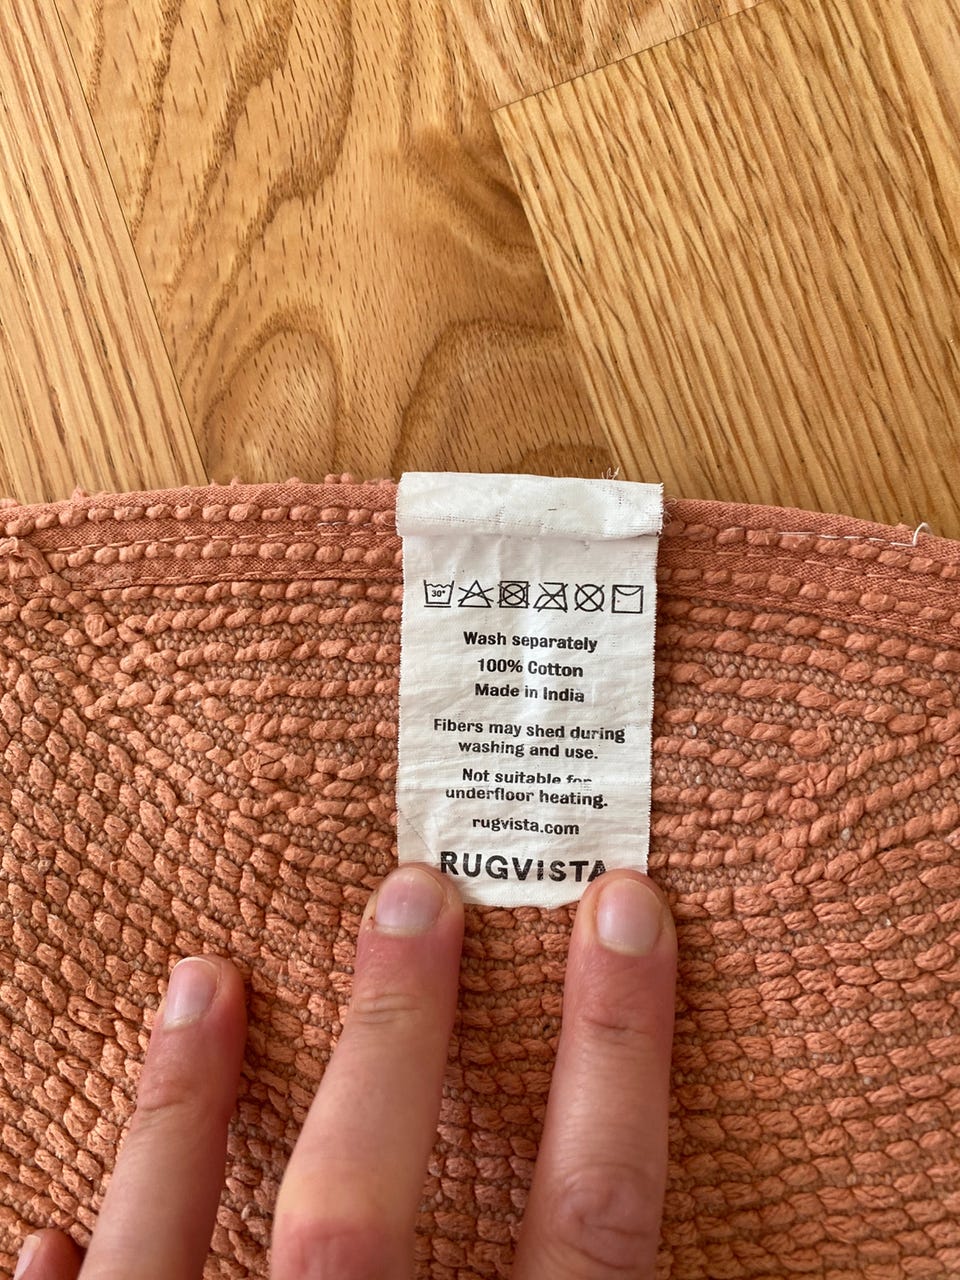 30°
Wash separately
100% Cotton
Made in India
Fibers may shed during
washing and use.
Not suitable for
underfloor heating.
rugvista.com
RUGVISTA